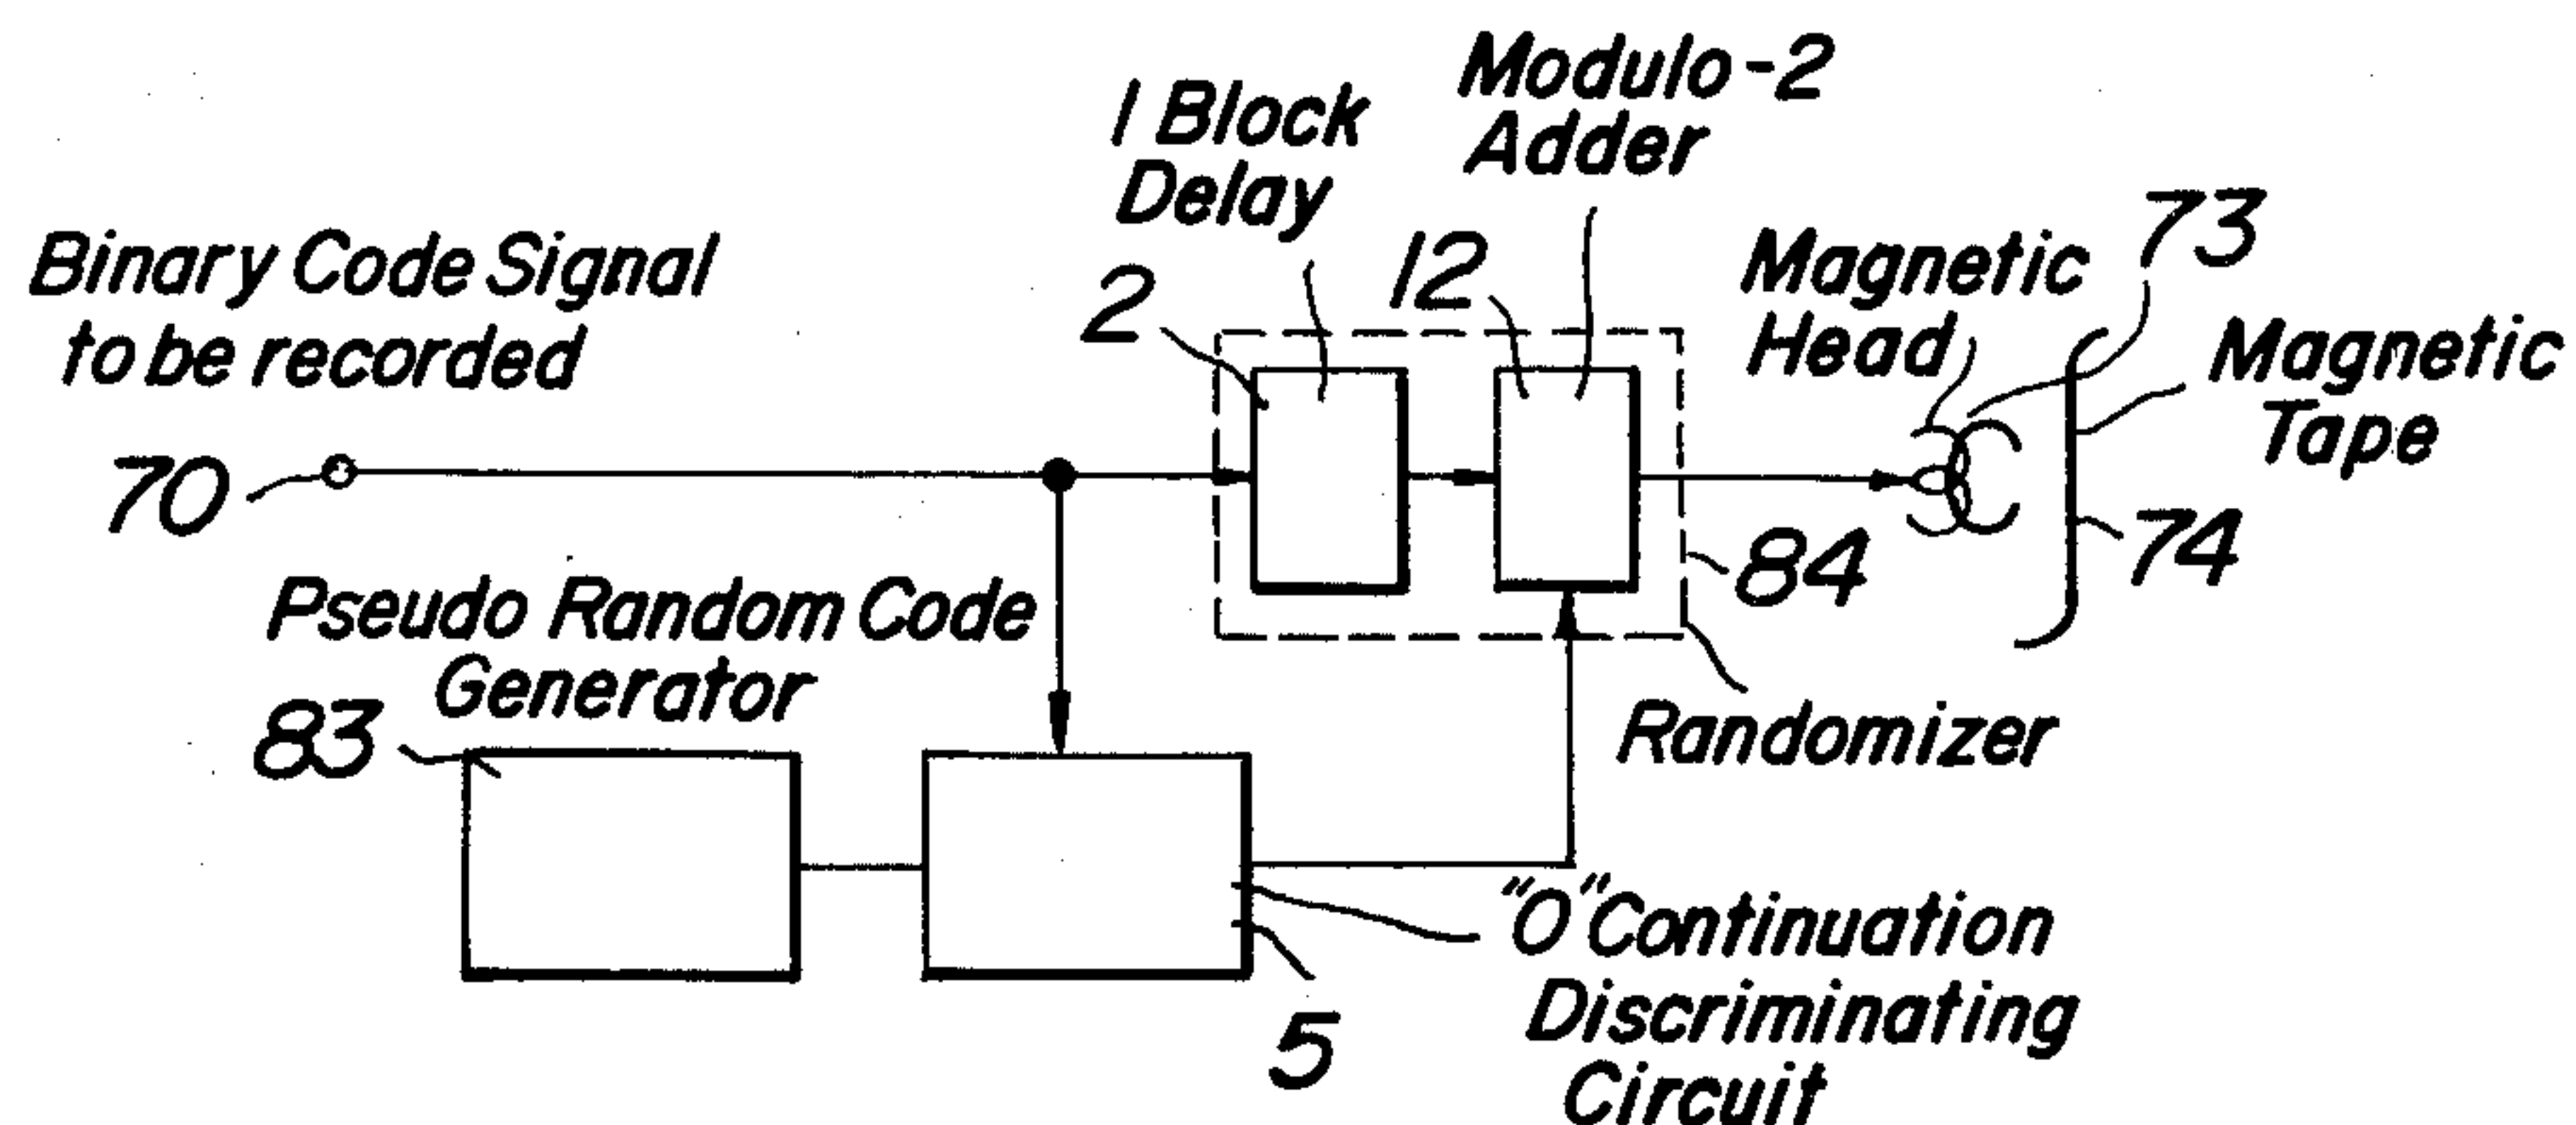 1 Block
Delay
Modulo-2
Adder
2
12
73
Binary Code Signal
to be recorded
Magnetic
Head
Magnetic
Tape
70
84
74
Pseudo Random Code
Generator
83
Randomizer
"0" Continuation
Discriminating
Circuit
5